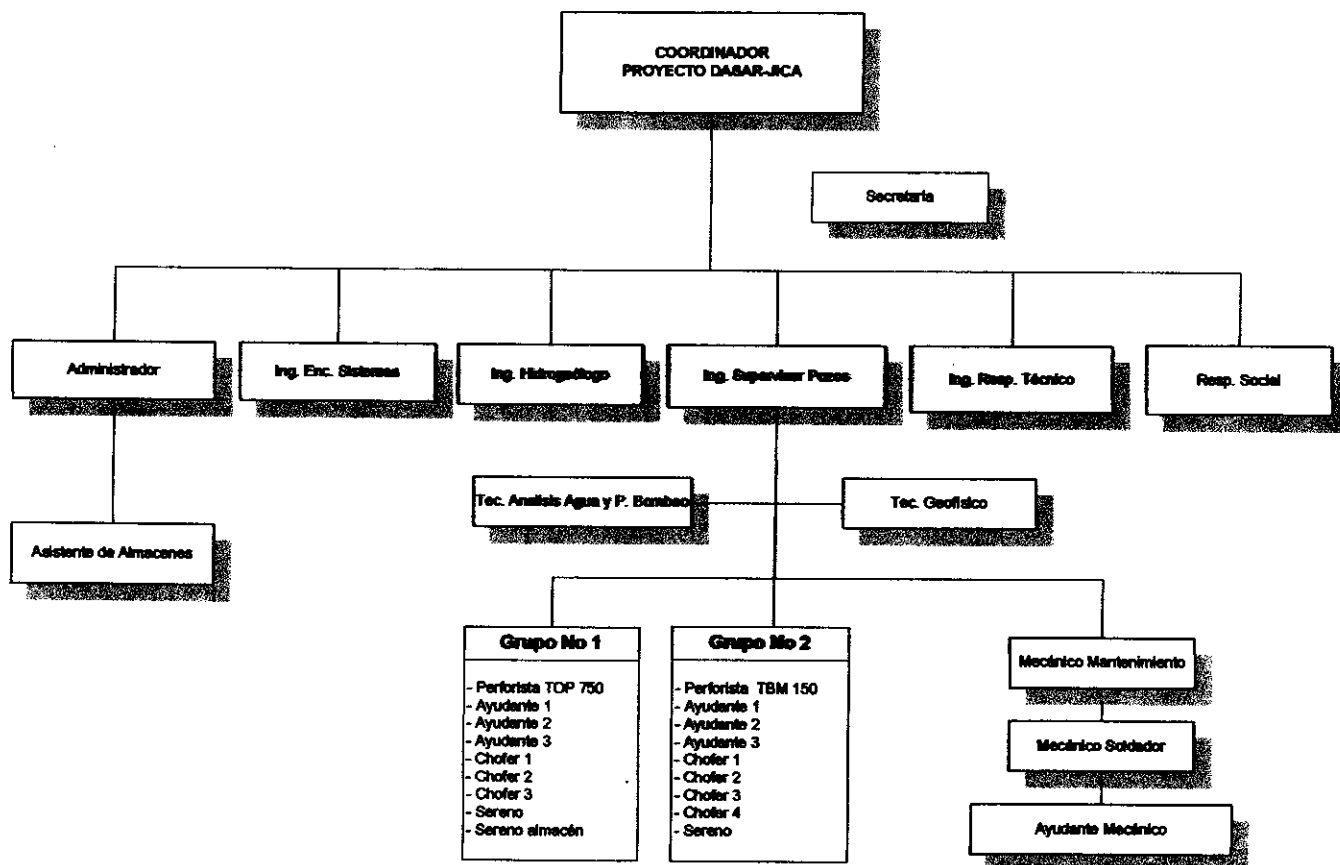 COORDINADOR
PROYECTO DASAR-JICA
Secretaria
Administrador
Ing. Enc. Sistemas
Ing. Hidrogeólogo
Ing. Supervisor Pozos
Ing. Resp. Técnico
Resp. Social
Tec. Analisis Agua y P. Bombeo
Tec. Geofísico
Asistente de Almacenes
Grupo No 1
- Perforista TOP 750
- Ayudante 1
- Ayudante 2
- Ayudante 3
- Chofer 1
- Chofer 2
- Chofer 3
- Sereno
- Sereno almacén
Grupo No 2
- Perforista TBM 150
- Ayudante 1
- Ayudante 2
- Ayudante 3
- Chofer 1
- Chofer 2
- Chofer 3
- Chofer 4
- Sereno
Mecánico Mantenimiento
Mecánico Soldador
Ayudante Mecánico